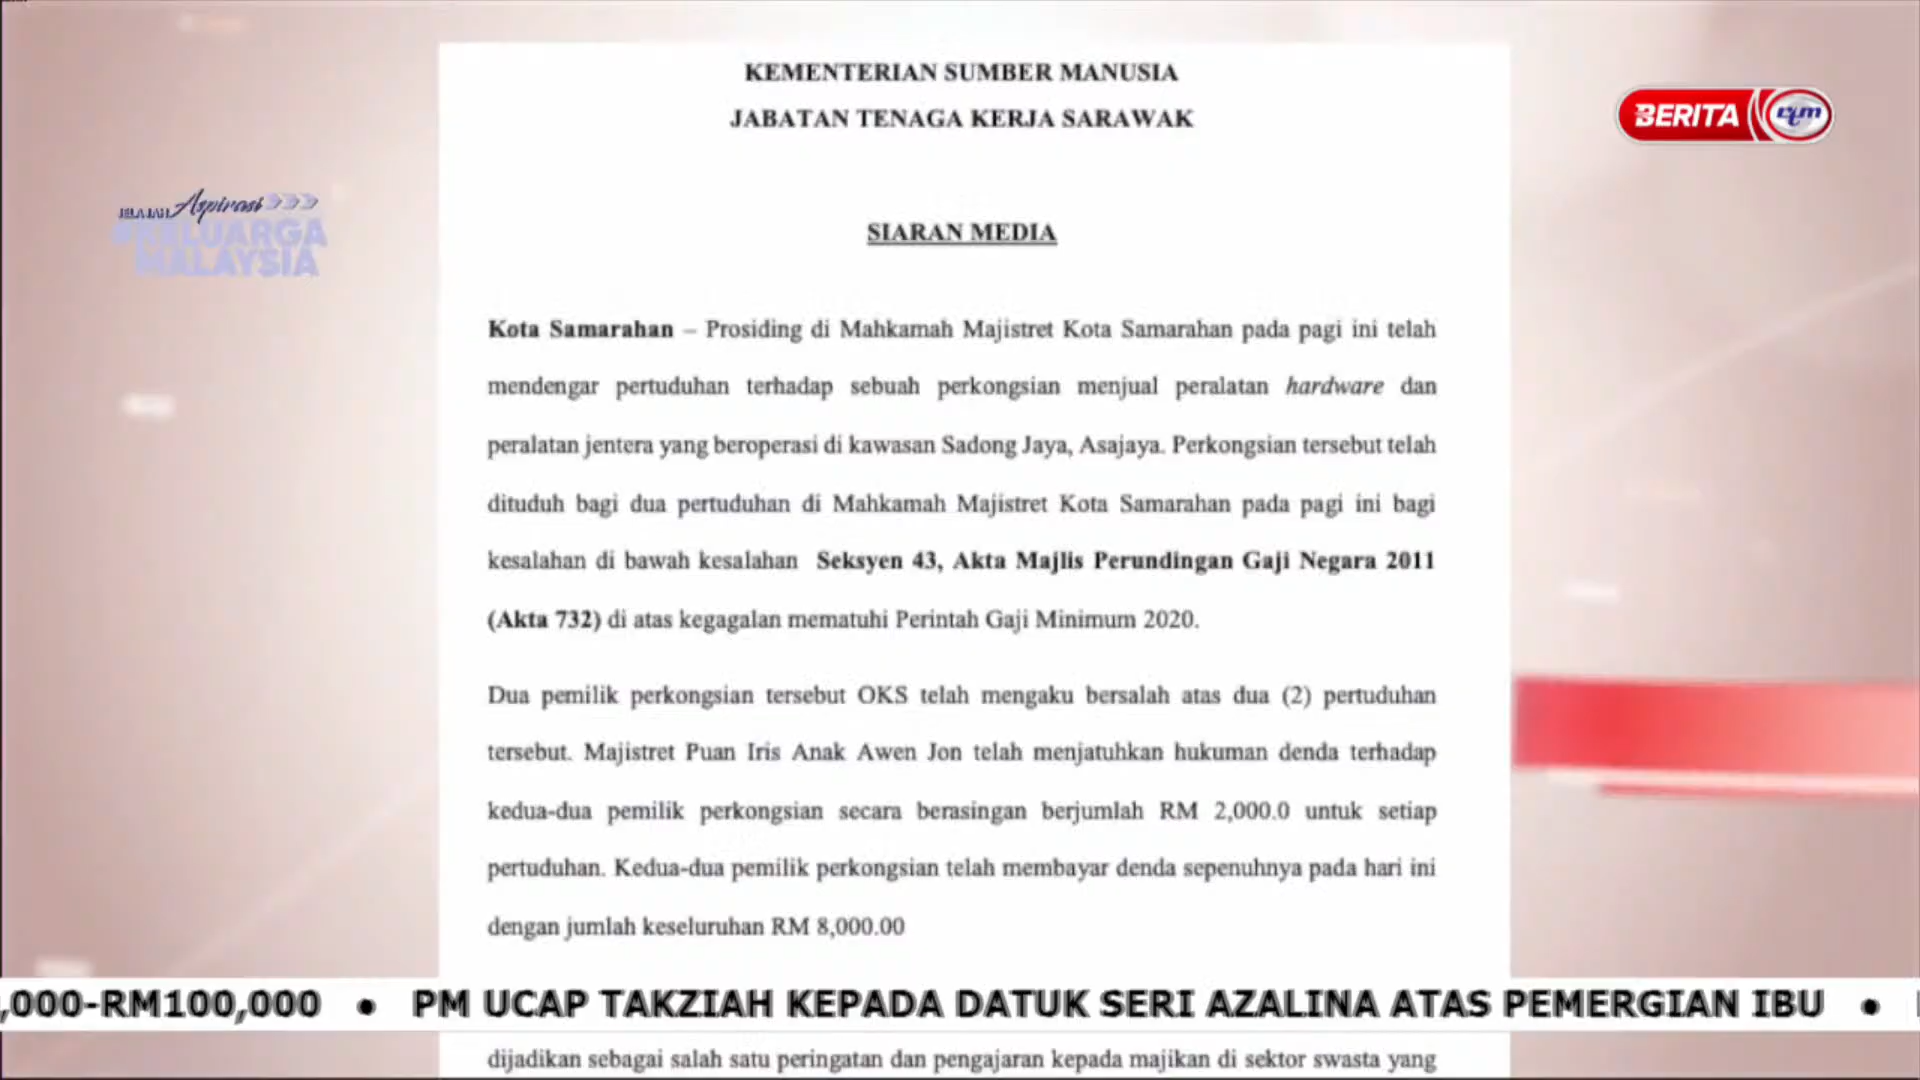 KEMENTERIAN SUMBER MANUSIA
JABATAN TENAGA KERJA SARAWAK
BERITA rtm
JELAJAH Aspirasi
#KELUARGA
MALAYSIA
SIARAN MEDIA
Kota Samarahan – Prosiding di Mahkamah Majistret Kota Samarahan pada pagi ini telah
mendengar pertuduhan terhadap sebuah perkongsian menjual peralatan hardware dan
peralatan jentera yang beroperasi di kawasan Sadong Jaya, Asajaya. Perkongsian tersebut telah
dituduh bagi dua pertuduhan di Mahkamah Majistret Kota Samarahan pada pagi ini bagi
kesalahan di bawah kesalahan Seksyen 43, Akta Majlis Perundingan Gaji Negara 2011
(Akta 732) di atas kegagalan mematuhi Perintah Gaji Minimum 2020.
Dua pemilik perkongsian tersebut OKS telah mengaku bersalah atas dua (2) pertuduhan
tersebut. Majistret Puan Iris Anak Awen Jon telah menjatuhkan hukuman denda terhadap
kedua-dua pemilik perkongsian secara berasingan berjumlah RM 2,000.0 untuk setiap
pertuduhan. Kedua-dua pemilik perkongsian telah membayar denda sepenuhnya pada hari ini
dengan jumlah keseluruhan RM 8,000.00
,000-RM100,000 • PM UCAP TAKZIAH KEPADA DATUK SERI AZALINA ATAS PEMERGIAN IBU •
dijadikan sebagai salah satu peringatan dan pengajaran kepada majikan di sektor swasta yang